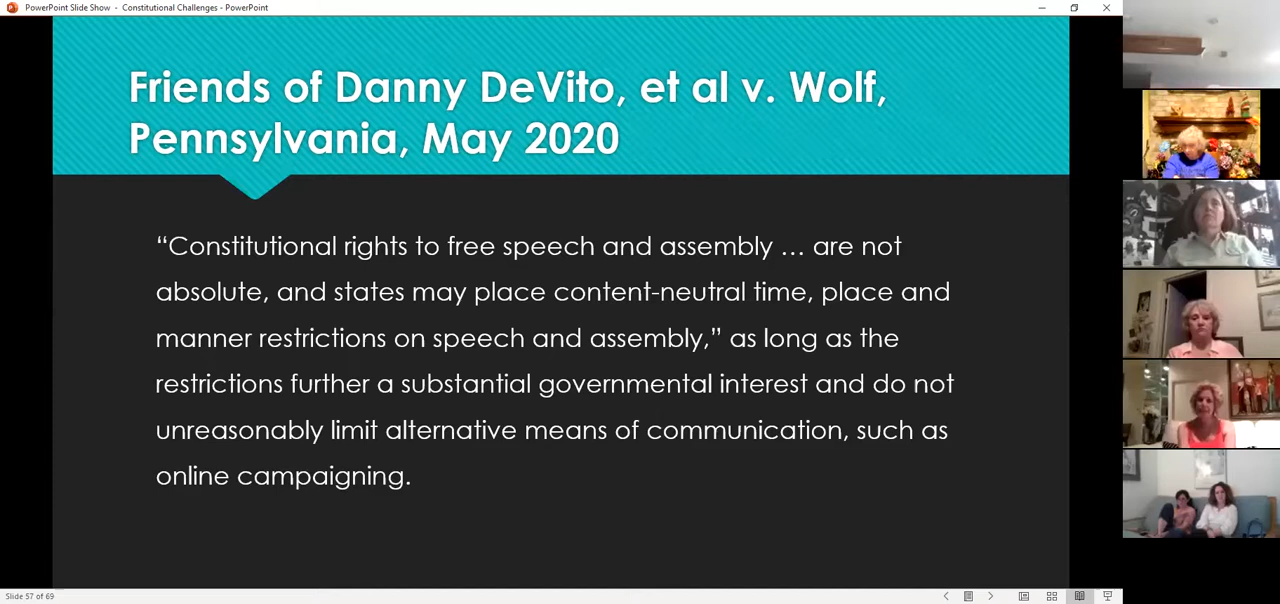 PowerPoint Slide Show - Constitutional Challenges - PowerPoint
Friends of Danny DeVito, et al v. Wolf,
Pennsylvania, May 2020
“Constitutional rights to free speech and assembly … are not
absolute, and states may place content-neutral time, place and
manner restrictions on speech and assembly,” as long as the
restrictions further a substantial governmental interest and do not
unreasonably limit alternative means of communication, such as
online campaigning.
Slide 57 of 69